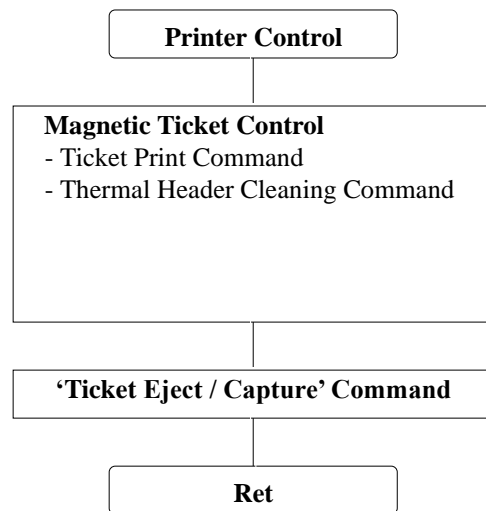 Printer Control
Magnetic Ticket Control
- Ticket Print Command
- Thermal Header Cleaning Command
‘Ticket Eject / Capture’ Command
Ret